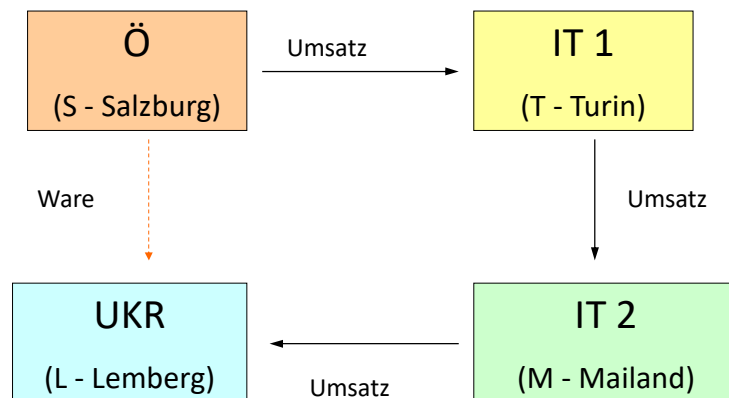 Ö
Umsatz
IT 1
(S - Salzburg)
(T - Turin)
Ware
Umsatz
UKR
IT 2
(L - Lemberg)
Umsatz
(M - Mailand)